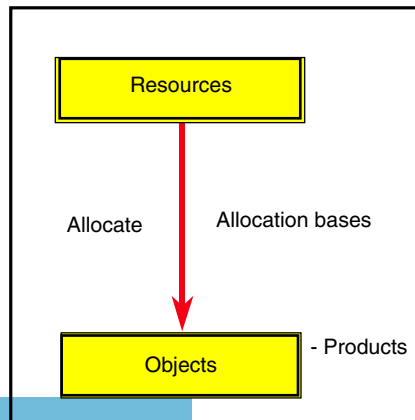 Resources
Allocate
Allocation bases
- Products
Objects